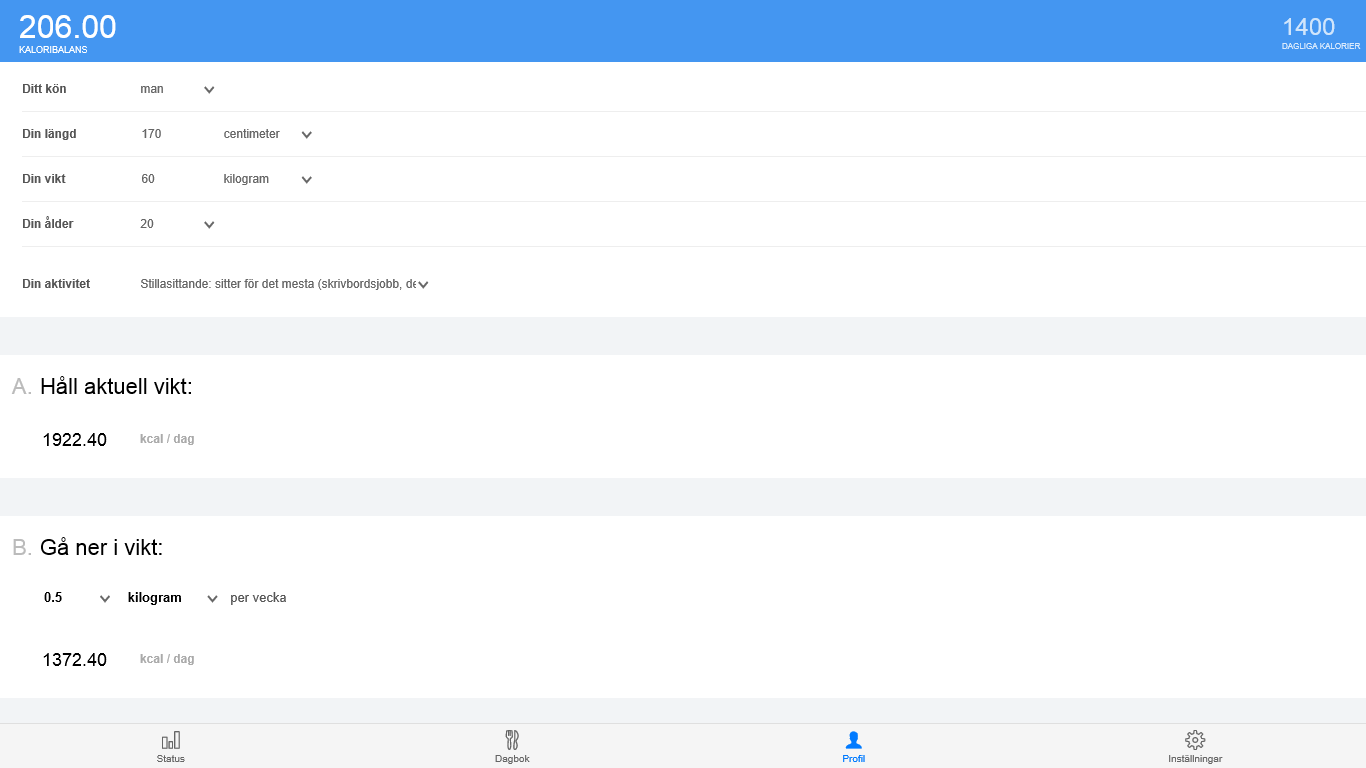 206.00
KALORIBALANS
1400
DAGLIGA KALORIER
Ditt kön man
Din längd 170 centimeter
Din vikt 60 kilogram
Din ålder 20
Din aktivitet Stillasittande: sitter för det mesta (skrivbordsjobb, de
A. Håll aktuell vikt:
1922.40 kcal / dag
B. Gå ner i vikt:
0.5 kilogram per vecka
1372.40 kcal / dag
Status Dagbok Profil Inställningar